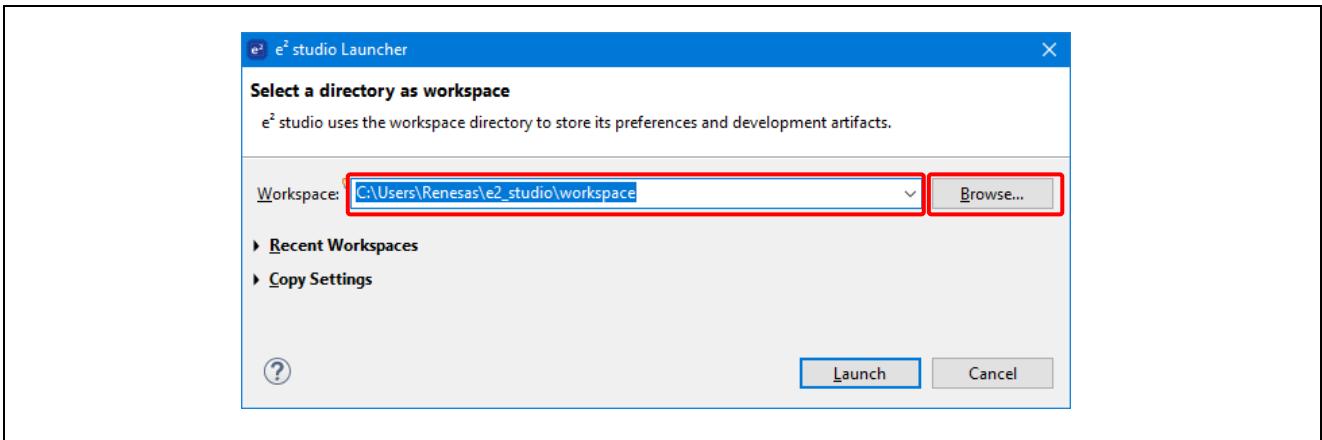 e² e² studio Launcher
Select a directory as workspace
e² studio uses the workspace directory to store its preferences and development artifacts.
Workspace: C:\Users\Renesas\e2_studio\workspace Browse...
Recent Workspaces
Copy Settings
? Launch Cancel